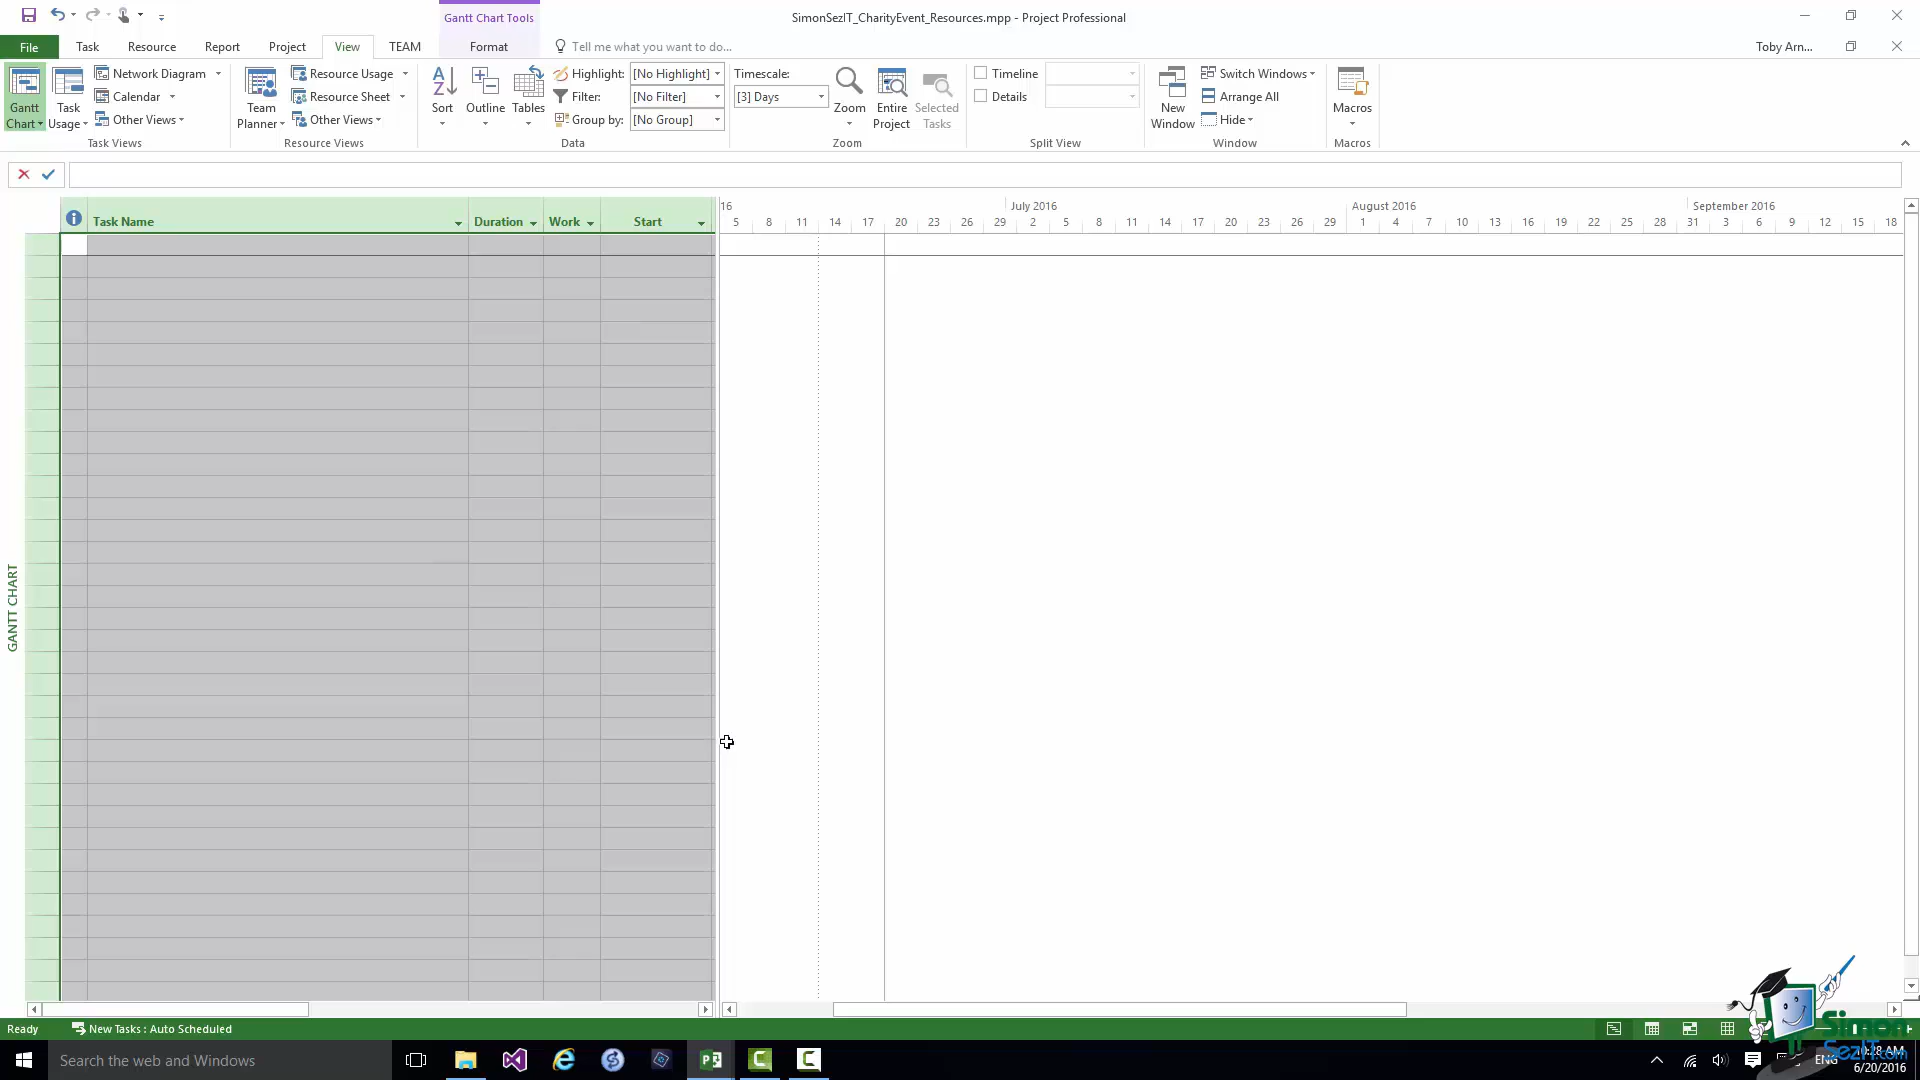 Gantt Chart Tools
SimonSezIT_CharityEvent_Resources.mpp - Project Professional
File Task Resource Report Project View TEAM Format Tell me what you want to do... Toby Arn...
Gantt Chart
Task Usage
Network Diagram
Calendar
Other Views
Task Views
Team Planner
Resource Usage
Resource Sheet
Other Views
Resource Views
A Z
Sort
Outline
Tables
Highlight: [No Highlight]
Filter: [No Filter]
Group by: [No Group]
Data
Timescale:
[3] Days
Zoom
Entire Project
Selected Tasks
Zoom
Timeline
Details
Split View
New Window
Switch Windows
Arrange All
Hide
Window
Macros
Macros
Task Name Duration Work Start
16 July 2016 August 2016 September 2016
5 8 11 14 17 20 23 26 29 2 5 8 11 14 17 20 23 26 29 1 4 7 10 13 16 19 22 25 28 31 3 6 9 12 15 18
GANTT CHART
Ready New Tasks : Auto Scheduled
Simon
SezIT.com
Search the web and Windows
ENG
10:28 AM
6/20/2016